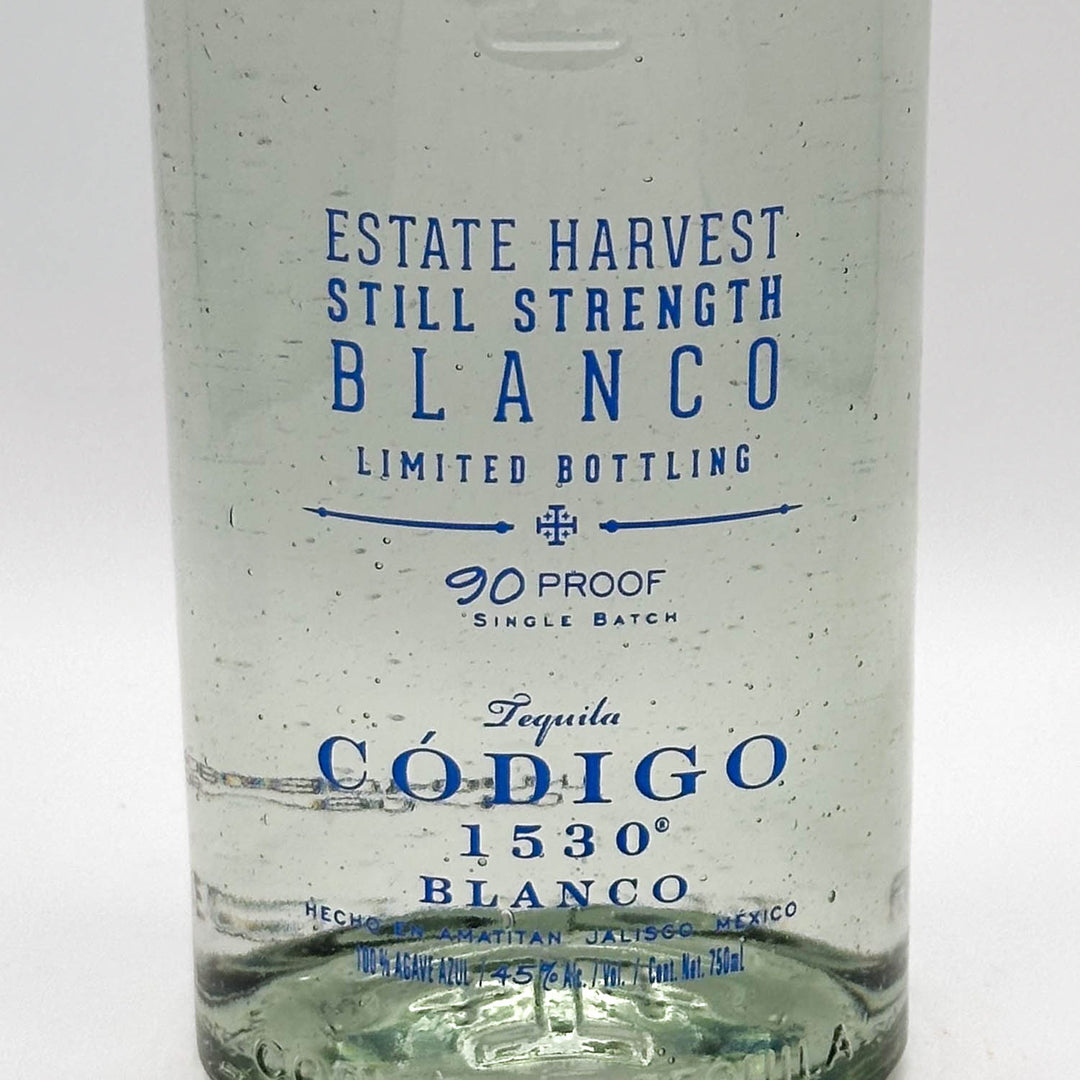 ESTATE HARVEST
STILL STRENGTH
BLANCO
LIMITED BOTTLING
90 PROOF
SINGLE BATCH
Tequila
CÓDIGO
1530®
BLANCO
HECHO EN AMATITAN JALISCO MÉXICO
100% AGAVE AZUL / 45% Alc. / Vol. / Cont. Net. 750ml